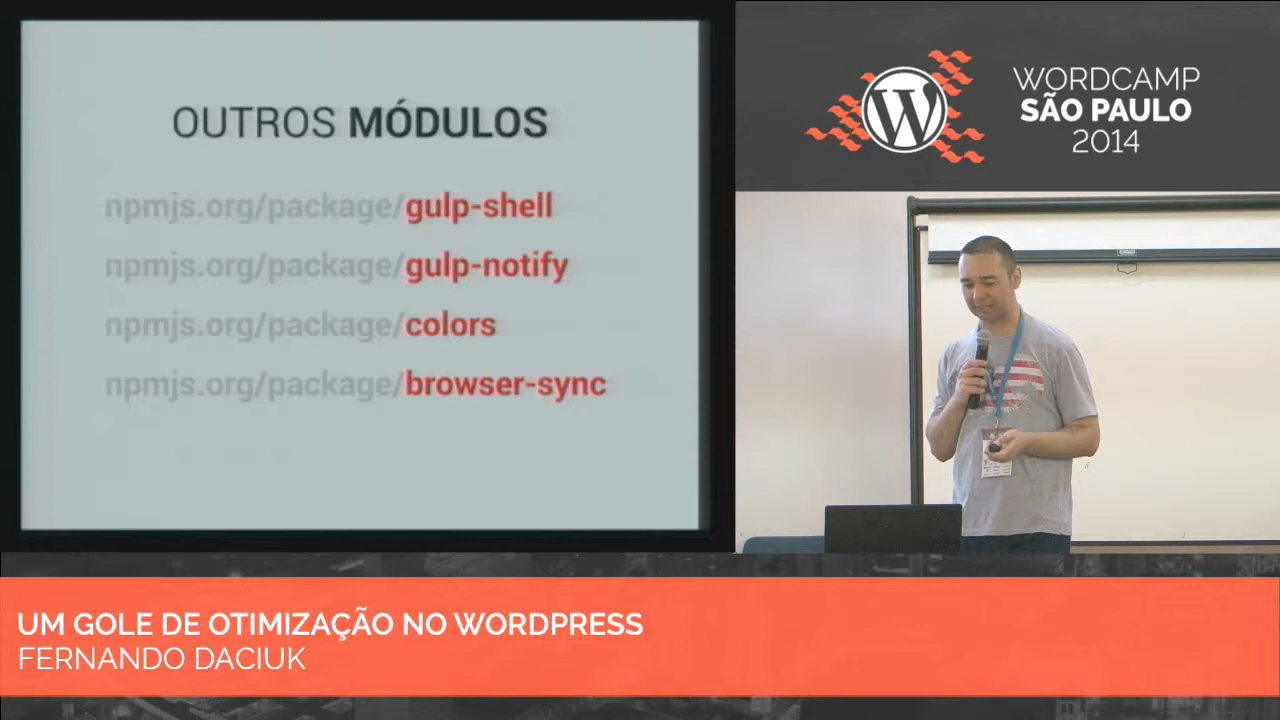 OUTROS MÓDULOS
npmjs.org/package/gulp-shell
npmjs.org/package/gulp-notify
npmjs.org/package/colors
npmjs.org/package/browser-sync
WORDCAMP
SÃO PAULO
2014
UM GOLE DE OTIMIZAÇÃO NO WORDPRESS
FERNANDO DACIUK